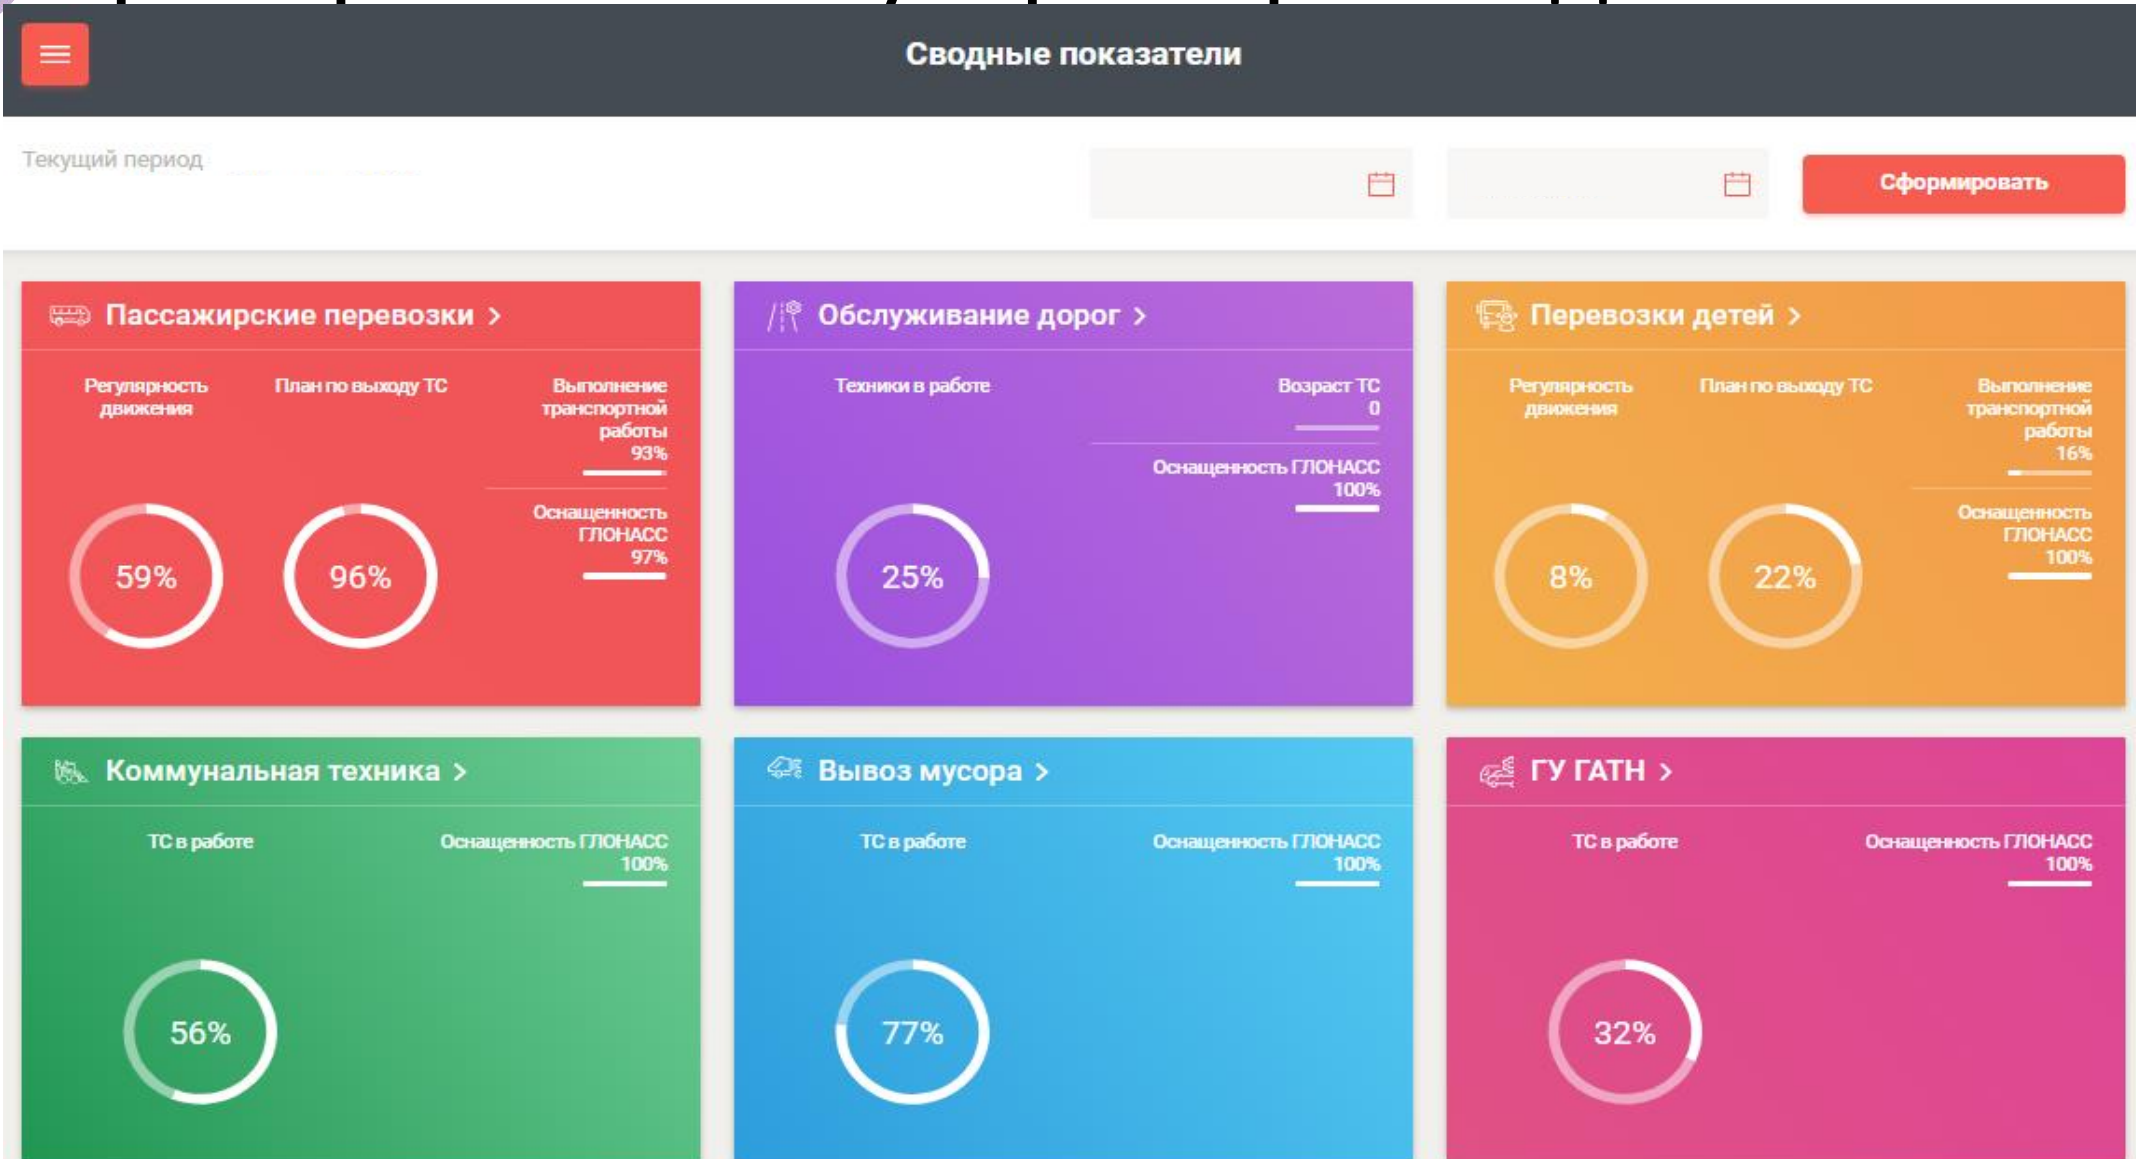 Сводные показатели
Текущий период
Сформировать
Пассажирские перевозки >
Регулярность
движения
План по выходу ТС
Выполнение
транспортной
работы
93%
Оснащенность
ГЛОНАСС
97%
59%
96%
Обслуживание дорог >
Техники в работе
Возраст ТС
0
Оснащенность ГЛОНАСС
100%
25%
Перевозки детей >
Регулярность
движения
План по выходу ТС
Выполнение
транспортной
работы
16%
Оснащенность
ГЛОНАСС
100%
8%
22%
Коммунальная техника >
ТС в работе
Оснащенность ГЛОНАСС
100%
56%
Вывоз мусора >
ТС в работе
Оснащенность ГЛОНАСС
100%
77%
ГУ ГАТН >
ТС в работе
Оснащенность ГЛОНАСС
100%
32%